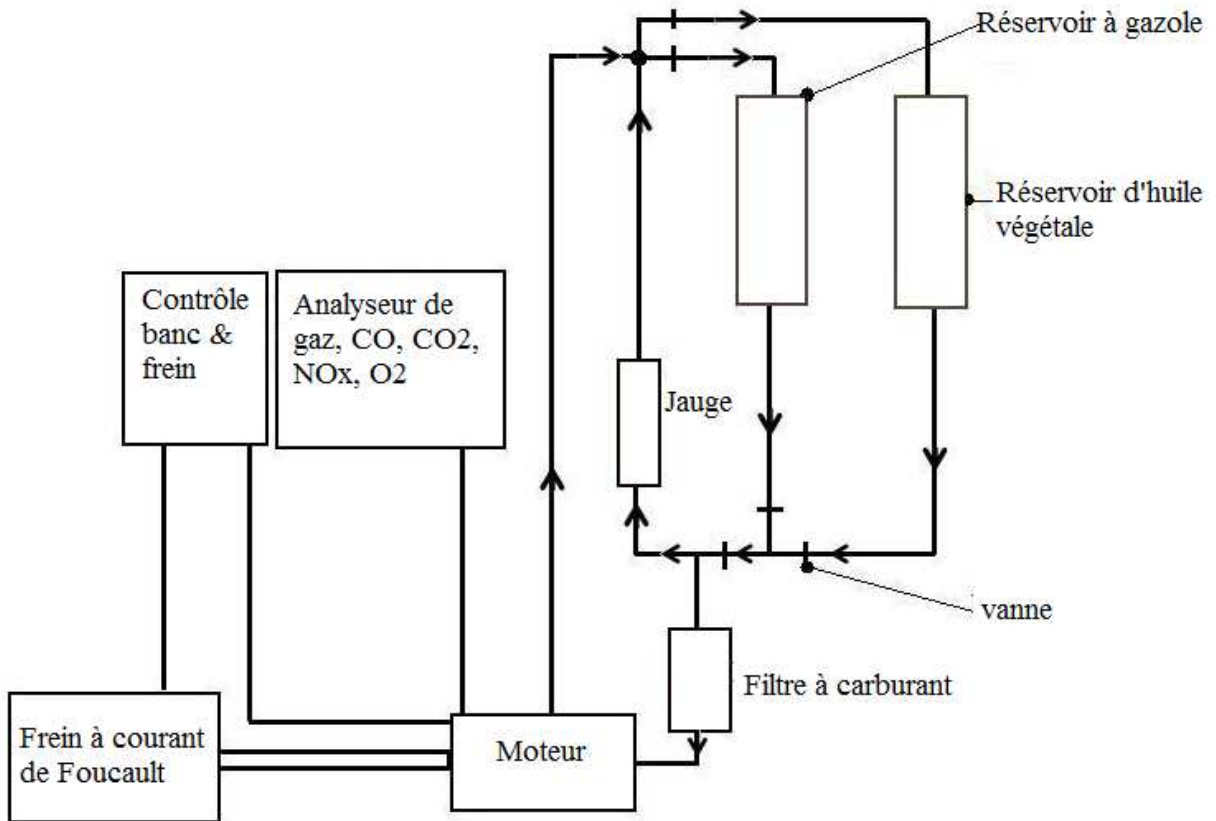 Réservoir à gazole
Réservoir d'huile
végétale
Contrôle
banc &
frein
Analyseur de
gaz, CO, CO2,
NOx, O2
Jauge
vanne
Filtre à carburant
Frein à courant
de Foucault
Moteur